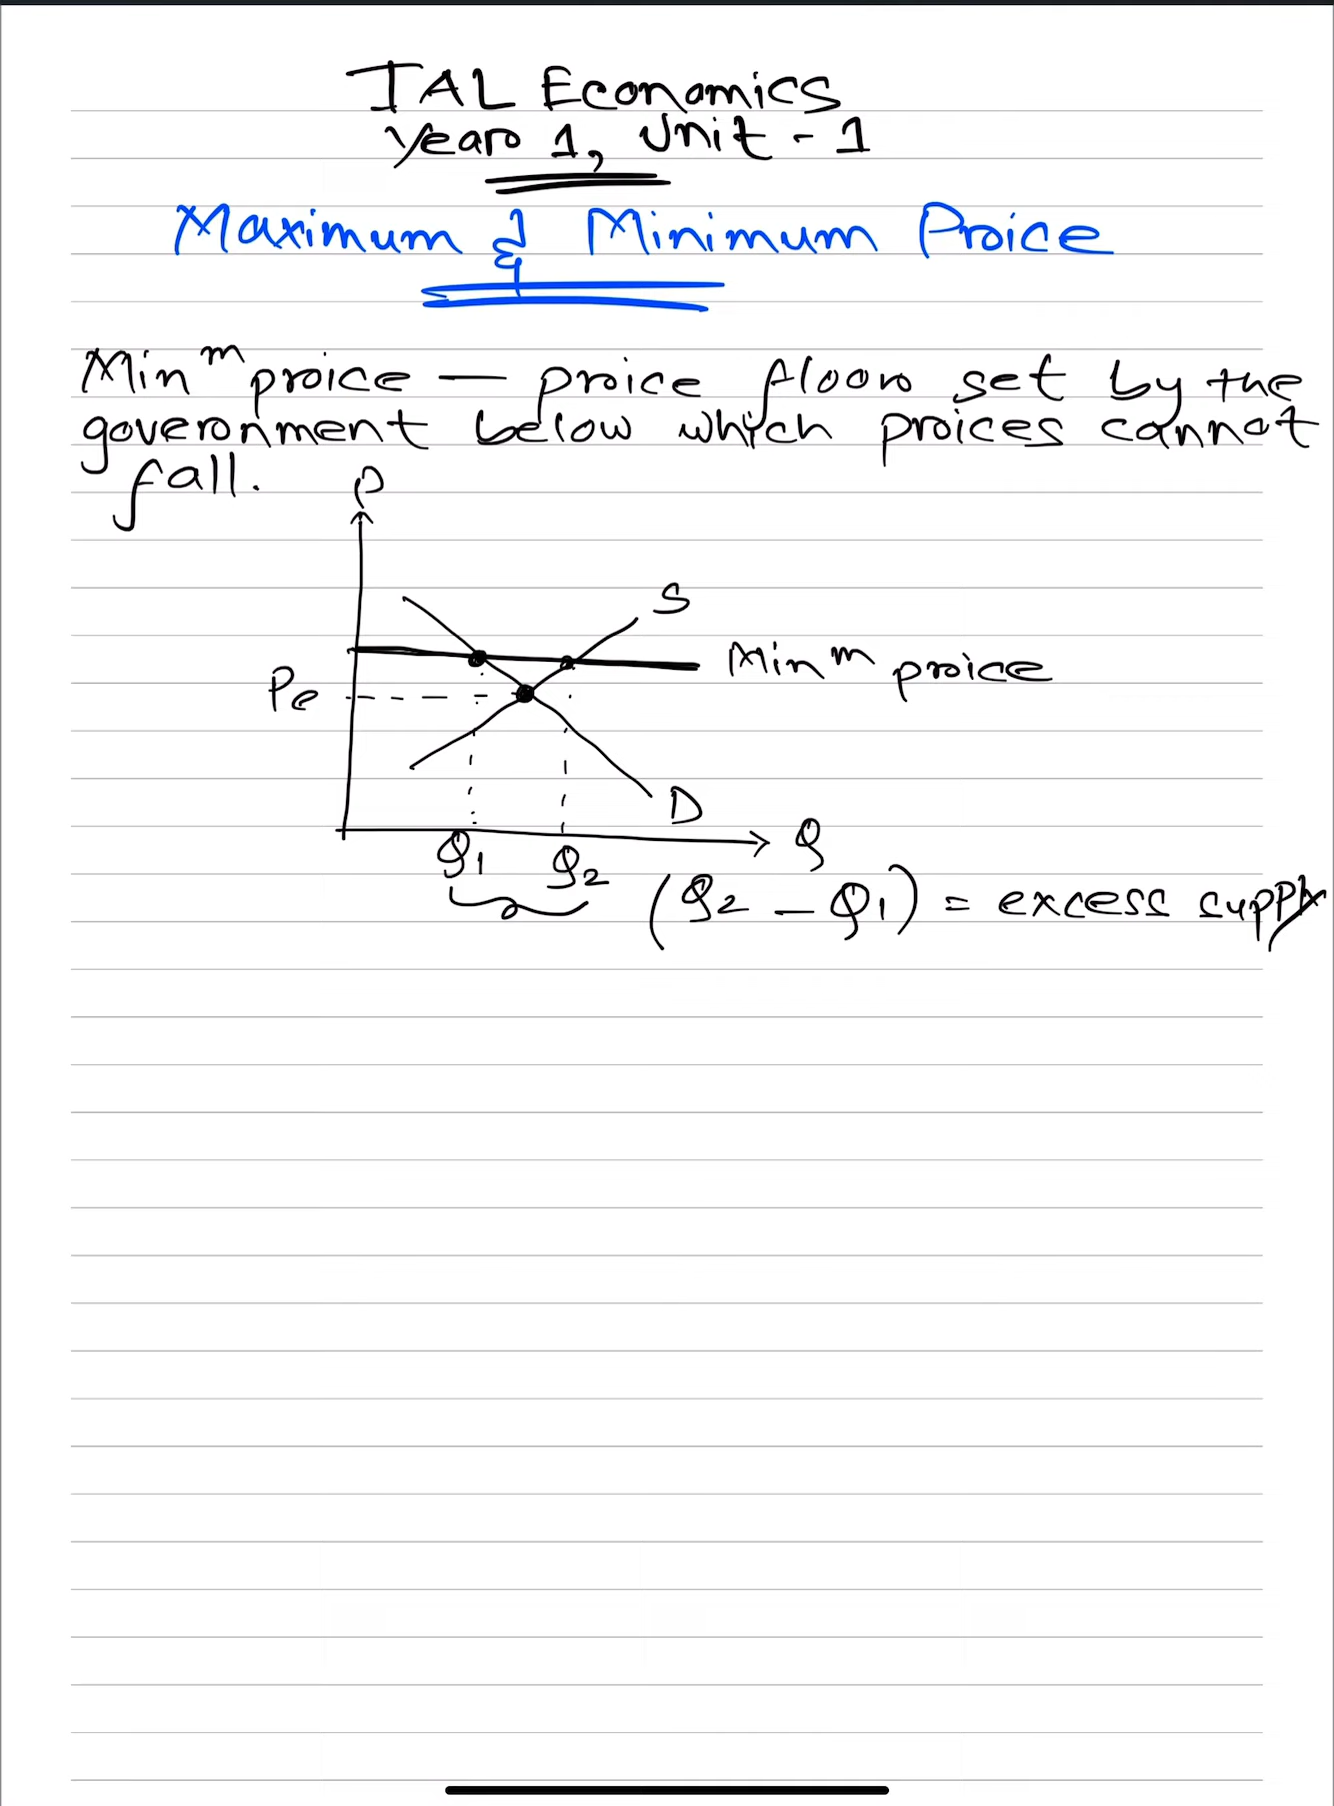 IAL Economics
Year 1, Unit - 1
Maximum & Minimum Price
Minᵐ price — price floor set by the
government below which prices cannot
fall.
P
S
Minᵐ price
Pe
D
Q
Q1 Q2
(Q2 - Q1) = excess supply